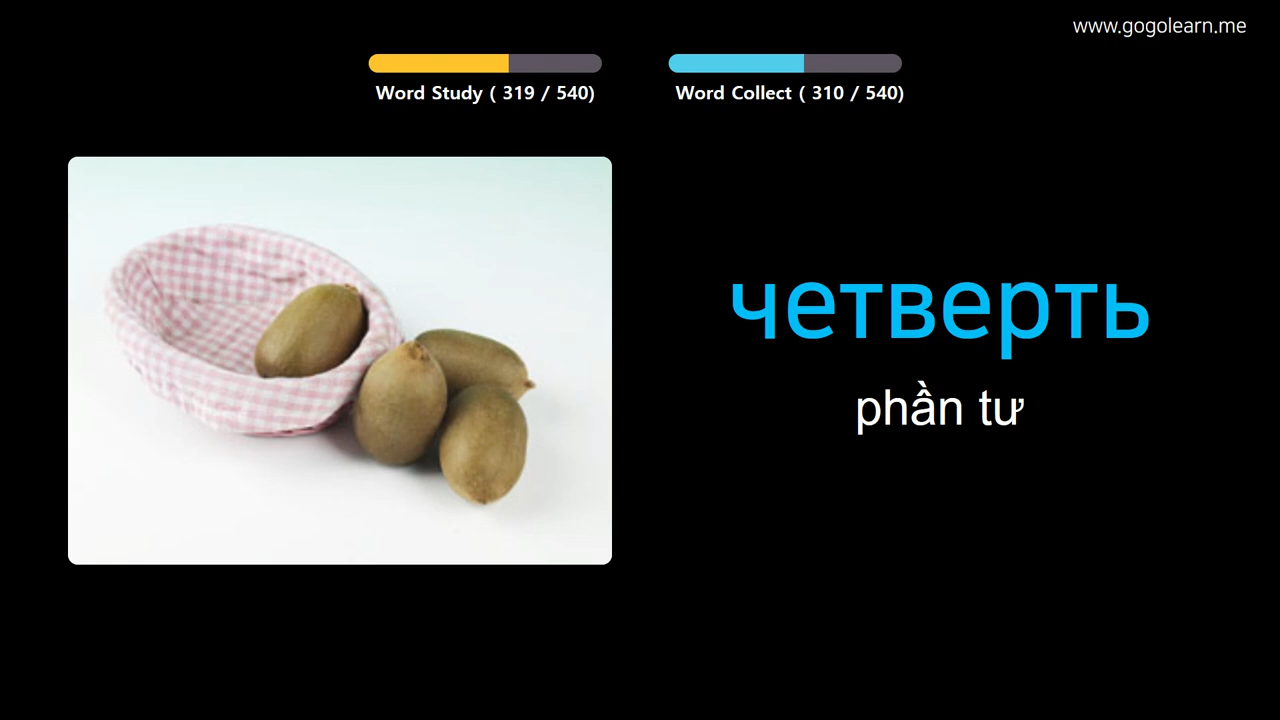 www.gogolearn.me
Word Study ( 319 / 540)
Word Collect ( 310 / 540)
четверть
phần tư